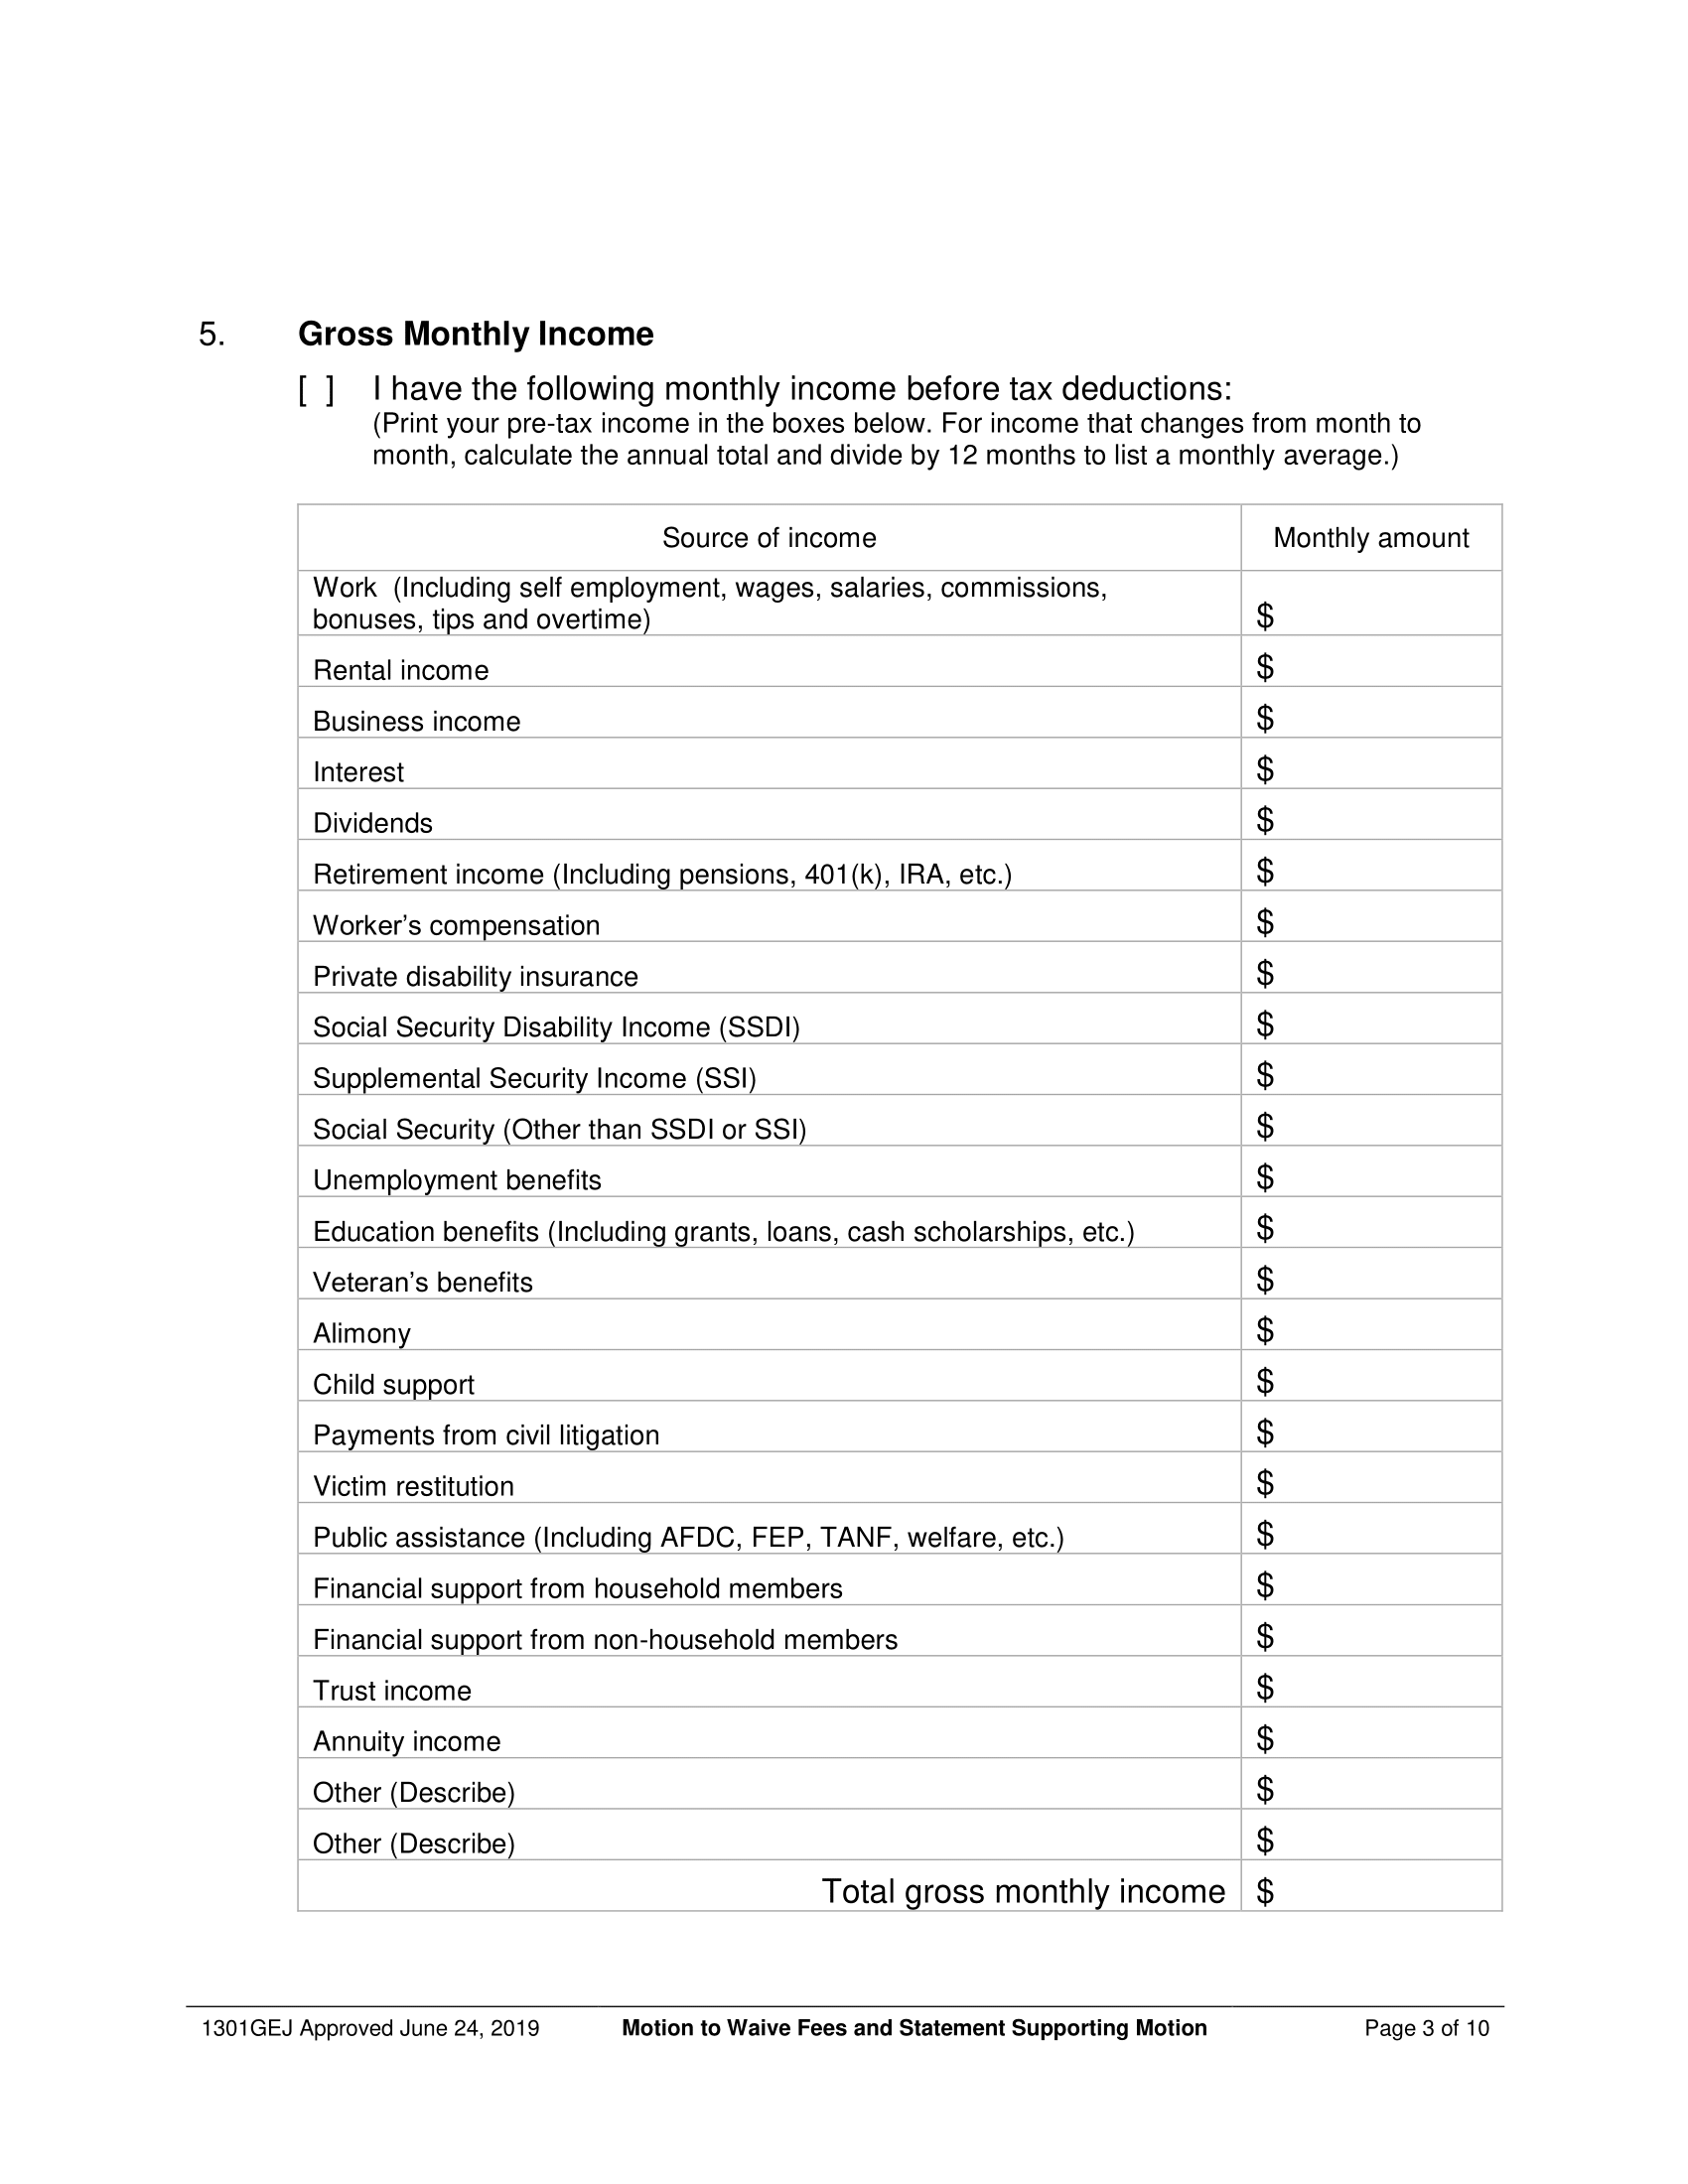 5. Gross Monthly Income
[ ] I have the following monthly income before tax deductions:
(Print your pre-tax income in the boxes below. For income that changes from month to
month, calculate the annual total and divide by 12 months to list a monthly average.)
Source of income Monthly amount
Work (Including self employment, wages, salaries, commissions,
bonuses, tips and overtime) $
Rental income $
Business income $
Interest $
Dividends $
Retirement income (Including pensions, 401(k), IRA, etc.) $
Worker’s compensation $
Private disability insurance $
Social Security Disability Income (SSDI) $
Supplemental Security Income (SSI) $
Social Security (Other than SSDI or SSI) $
Unemployment benefits $
Education benefits (Including grants, loans, cash scholarships, etc.) $
Veteran’s benefits $
Alimony $
Child support $
Payments from civil litigation $
Victim restitution $
Public assistance (Including AFDC, FEP, TANF, welfare, etc.) $
Financial support from household members $
Financial support from non-household members $
Trust income $
Annuity income $
Other (Describe) $
Other (Describe) $
Total gross monthly income $
1301GEJ Approved June 24, 2019 Motion to Waive Fees and Statement Supporting Motion Page 3 of 10